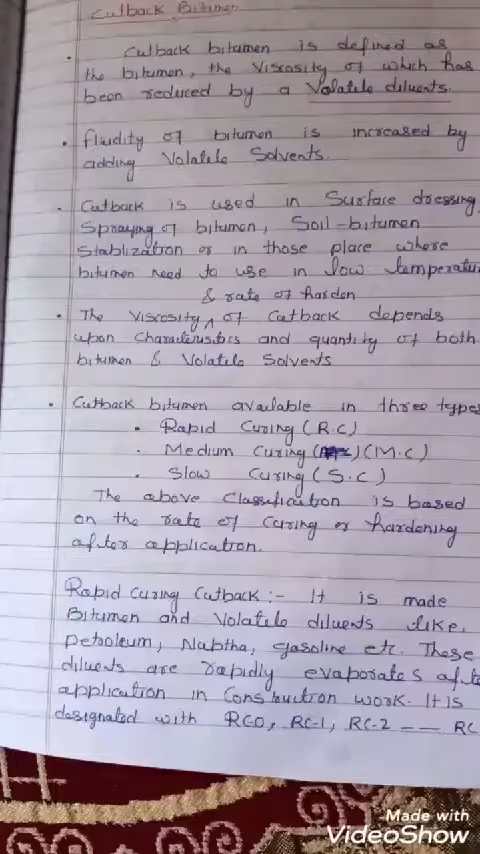 Cutback Bitumen
• Cutback bitumen is defined as
the bitumen, the Viscosity of which has
been reduced by a Volatile diluents.
• Fluidity of bitumen is increased by
adding Volatile Solvents.
• Cutback is used in Surface dressing,
Spraying of bitumen, Soil-bitumen
Stablization or in those place where
bitumen need to use in low temperatur
& rate of harden
• The Viscosity ^ of Cutback depends
upon Characteristics and quantity of both
bitumen & Volatile Solvents
• Cutback bitumen available in three types
• Rapid Curing (R.C)
• Medium Curing (M.C)
• Slow Curing (S.C)
The above Classification is based
on the rate of Curing or hardening
after application.
Rapid Curing Cutback :- It is made
Bitumen and Volatile diluents like,
petroleum, Nabtha, gasoline etc. These
diluents are rapidly evaporates afte
application in Construction work. It is
designated with RC0, RC-1, RC-2 -- RC
Made with
VideoShow